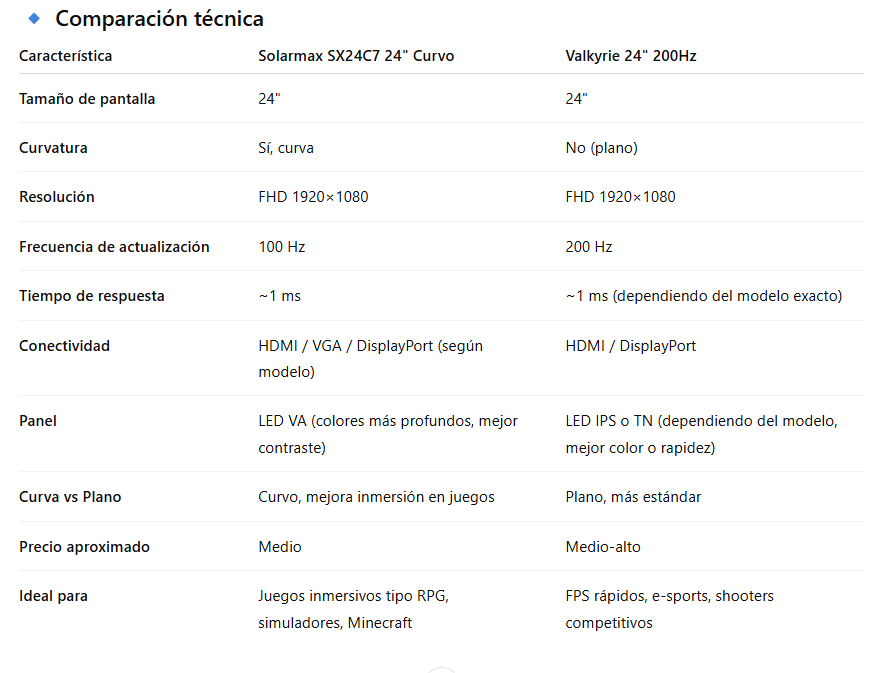 Comparación técnica
Característica Solarmax SX24C7 24" Curvo Valkyrie 24" 200Hz
Tamaño de pantalla 24" 24"
Curvatura Sí, curva No (plano)
Resolución FHD 1920×1080 FHD 1920×1080
Frecuencia de actualización 100 Hz 200 Hz
Tiempo de respuesta ~1 ms ~1 ms (dependiendo del modelo exacto)
Conectividad HDMI / VGA / DisplayPort (según HDMI / DisplayPort
modelo)
Panel LED VA (colores más profundos, mejor LED IPS o TN (dependiendo del modelo,
contraste) mejor color o rapidez)
Curva vs Plano Curvo, mejora inmersión en juegos Plano, más estándar
Precio aproximado Medio Medio-alto
Ideal para Juegos inmersivos tipo RPG, FPS rápidos, e-sports, shooters
simuladores, Minecraft competitivos